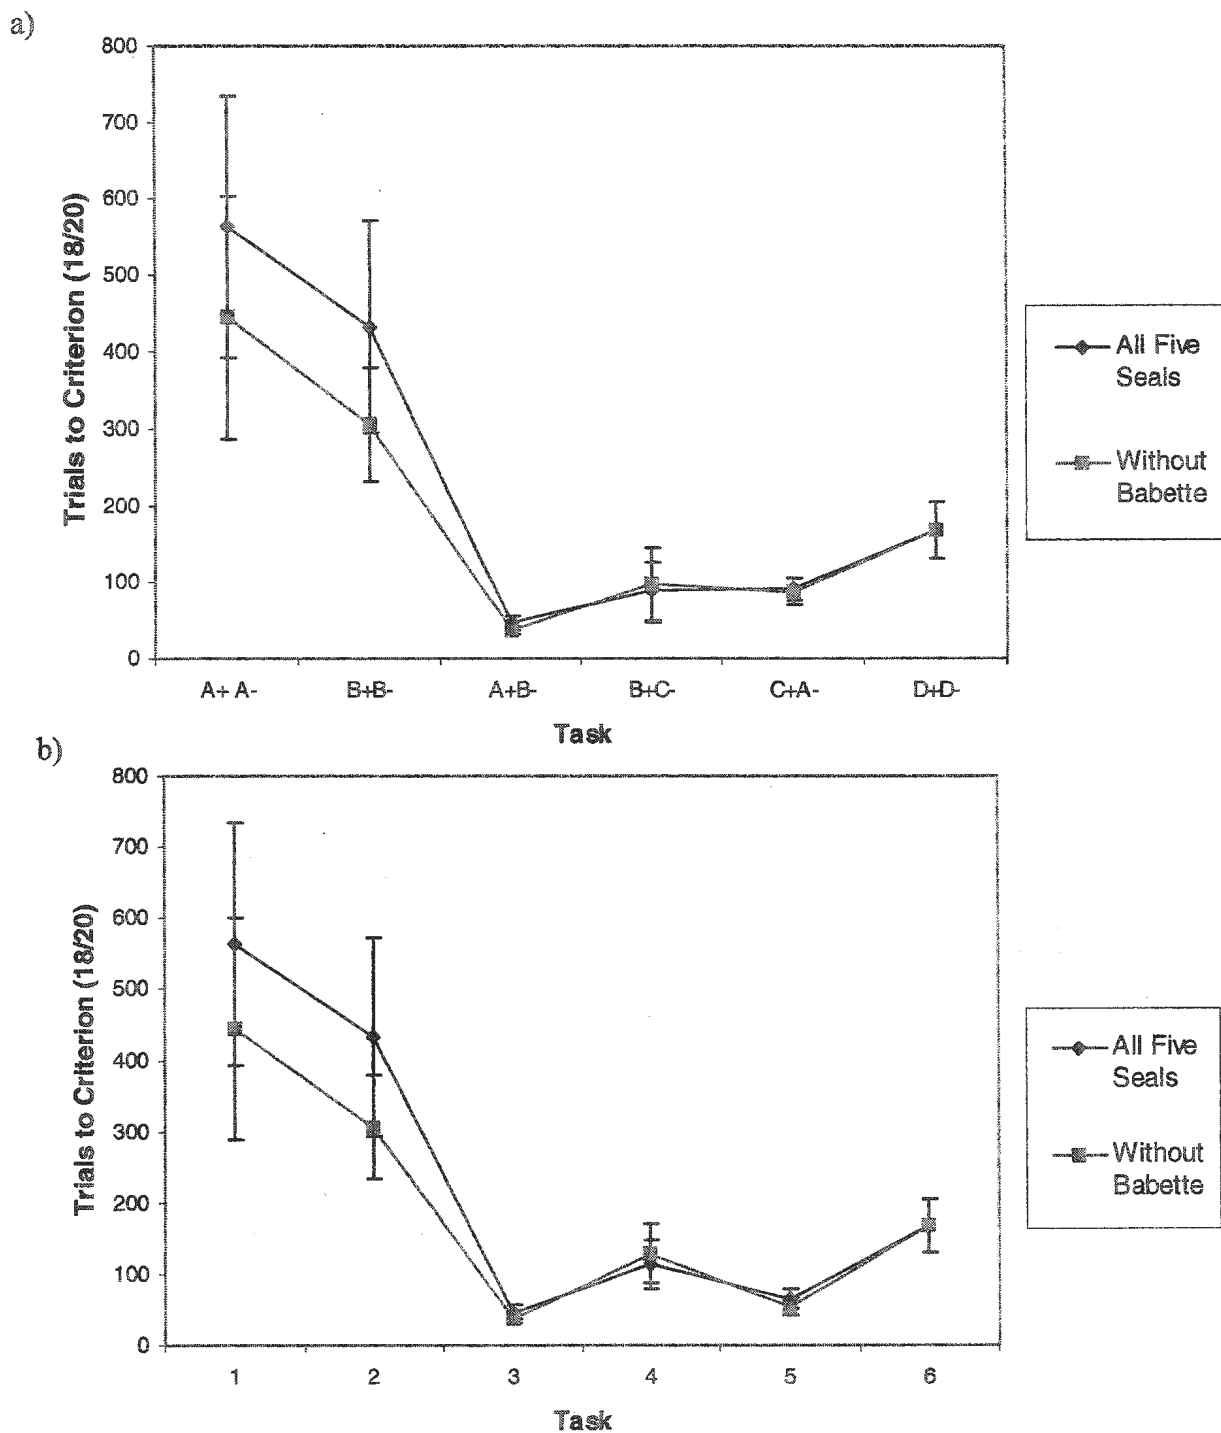 a)
800
700
600
500
400
300
200
100
0
Trials to Criterion (18/20)
A+ A-
B+B-
A+B-
B+C-
C+A-
D+D-
Task
All Five
Seals
Without
Babette
b)
800
700
600
500
400
300
200
100
0
Trials to Criterion (18/20)
1
2
3
4
5
6
Task
All Five
Seals
Without
Babette